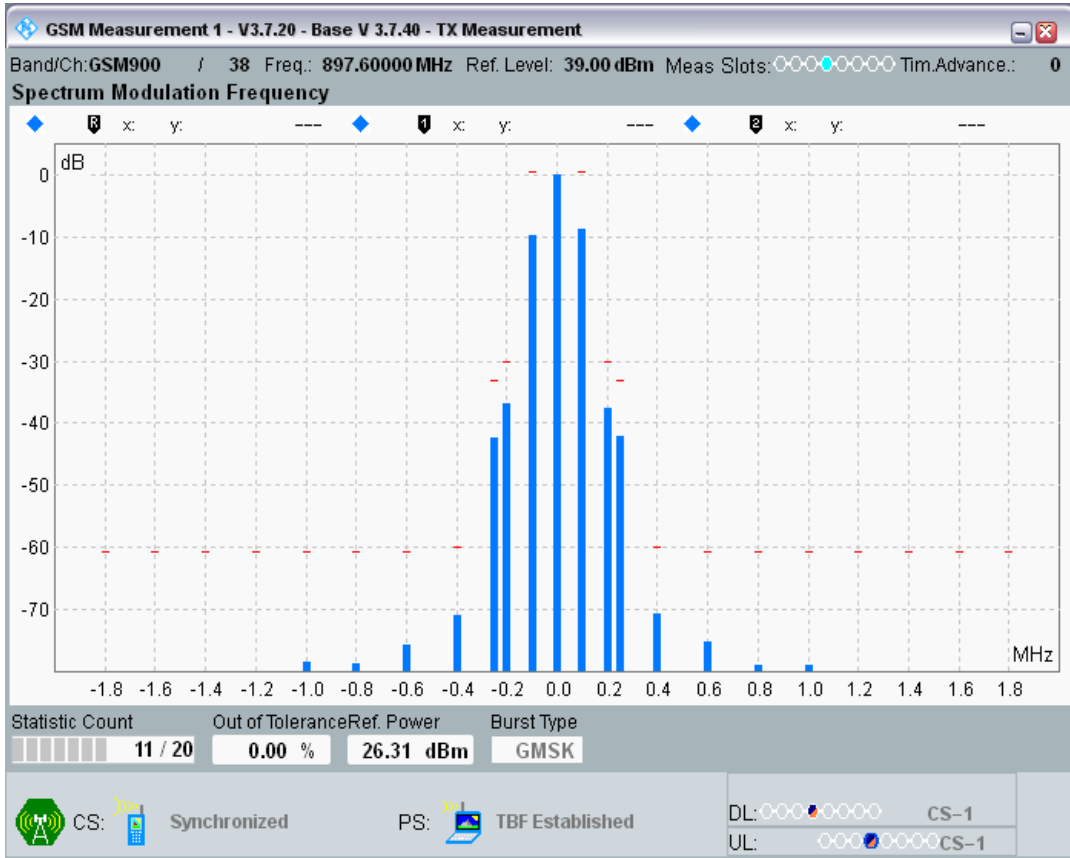 GSM Measurement 1 - V3.7.20 - Base V 3.7.40 - TX Measurement
Band/Ch:GSM900 / 38 Freq.: 897.60000 MHz Ref. Level: 39.00 dBm Meas Slots: Tim.Advance.: 0
Spectrum Modulation Frequency
R x: y: --- 1 x: y: --- 2 x: y: ---
dB
0
-10
-20
-30
-40
-50
-60
-70
MHz
-1.8 -1.6 -1.4 -1.2 -1.0 -0.8 -0.6 -0.4 -0.2 0.0 0.2 0.4 0.6 0.8 1.0 1.2 1.4 1.6 1.8
Statistic Count Out of Tolerance Ref. Power Burst Type
11 / 20 0.00 % 26.31 dBm GMSK
CS: Synchronized PS: TBF Established
DL: CS-1
UL: CS-1